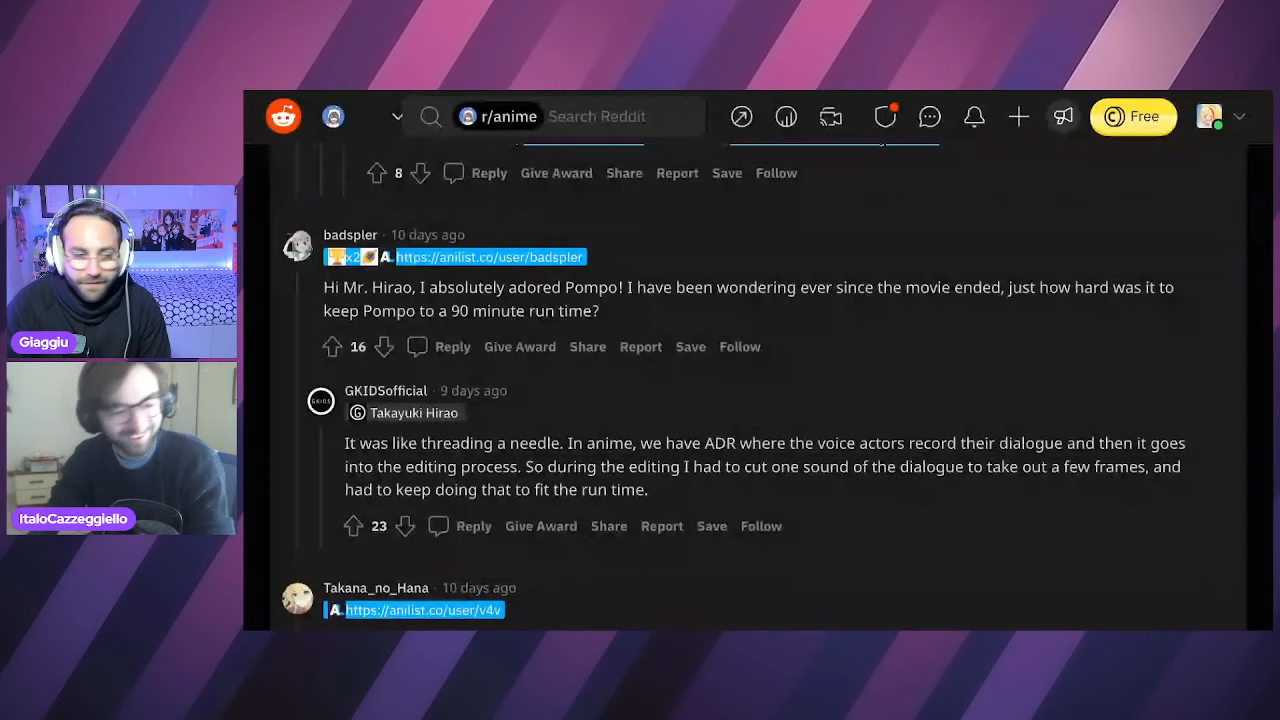 r/anime Search Reddit Free
8 Reply Give Award Share Report Save Follow
badspler · 10 days ago
x2 A https://anilist.co/user/badspler
Hi Mr. Hirao, I absolutely adored Pompo! I have been wondering ever since the movie ended, just how hard was it to
keep Pompo to a 90 minute run time?
16 Reply Give Award Share Report Save Follow
GKIDSofficial · 9 days ago
GKIDS
G Takayuki Hirao
It was like threading a needle. In anime, we have ADR where the voice actors record their dialogue and then it goes
into the editing process. So during the editing I had to cut one sound of the dialogue to take out a few frames, and
had to keep doing that to fit the run time.
23 Reply Give Award Share Report Save Follow
Takana_no_Hana · 10 days ago
A https://anilist.co/user/v4v
Giaggiu
ItaloCazzeggiello